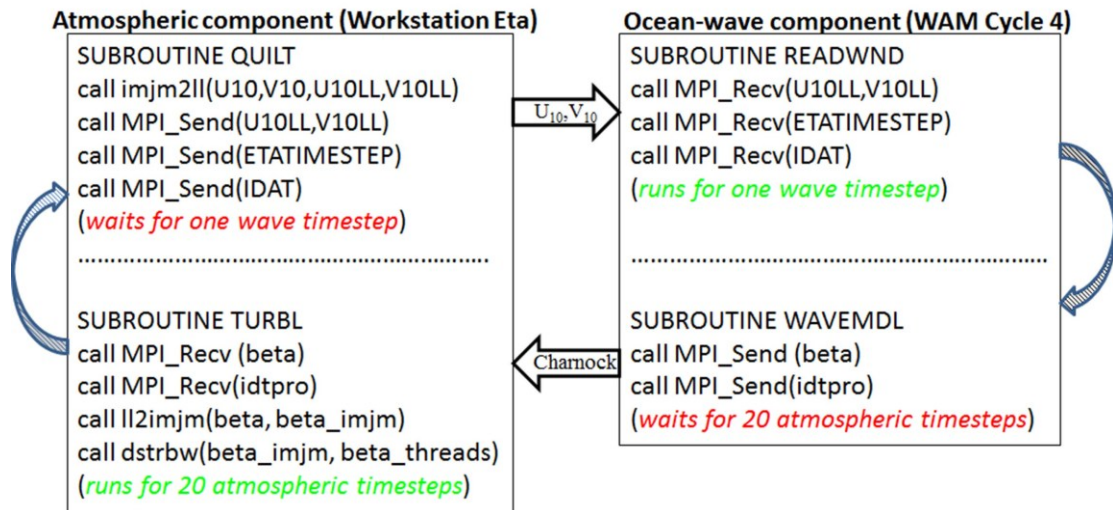 Atmospheric component (Workstation Eta)
SUBROUTINE QUILT
call imjm2ll(U10,V10,U10LL,V10LL)
call MPI_Send(U10LL,V10LL)
call MPI_Send(ETATIMESTEP)
call MPI_Send(IDAT)
(waits for one wave timestep)
................................................................
SUBROUTINE TURBL
call MPI_Recv (beta)
call MPI_Recv(idtpro)
call ll2imjm(beta, beta_imjm)
call dstrbw(beta_imjm, beta_threads)
(runs for 20 atmospheric timesteps)
U10, V10
Charnock
Ocean-wave component (WAM Cycle 4)
SUBROUTINE READWND
call MPI_Recv(U10LL,V10LL)
call MPI_Recv(ETATIMESTEP)
call MPI_Recv(IDAT)
(runs for one wave timestep)
................................................................
SUBROUTINE WAVEMDL
call MPI_Send (beta)
call MPI_Send(idtpro)
(waits for 20 atmospheric timesteps)